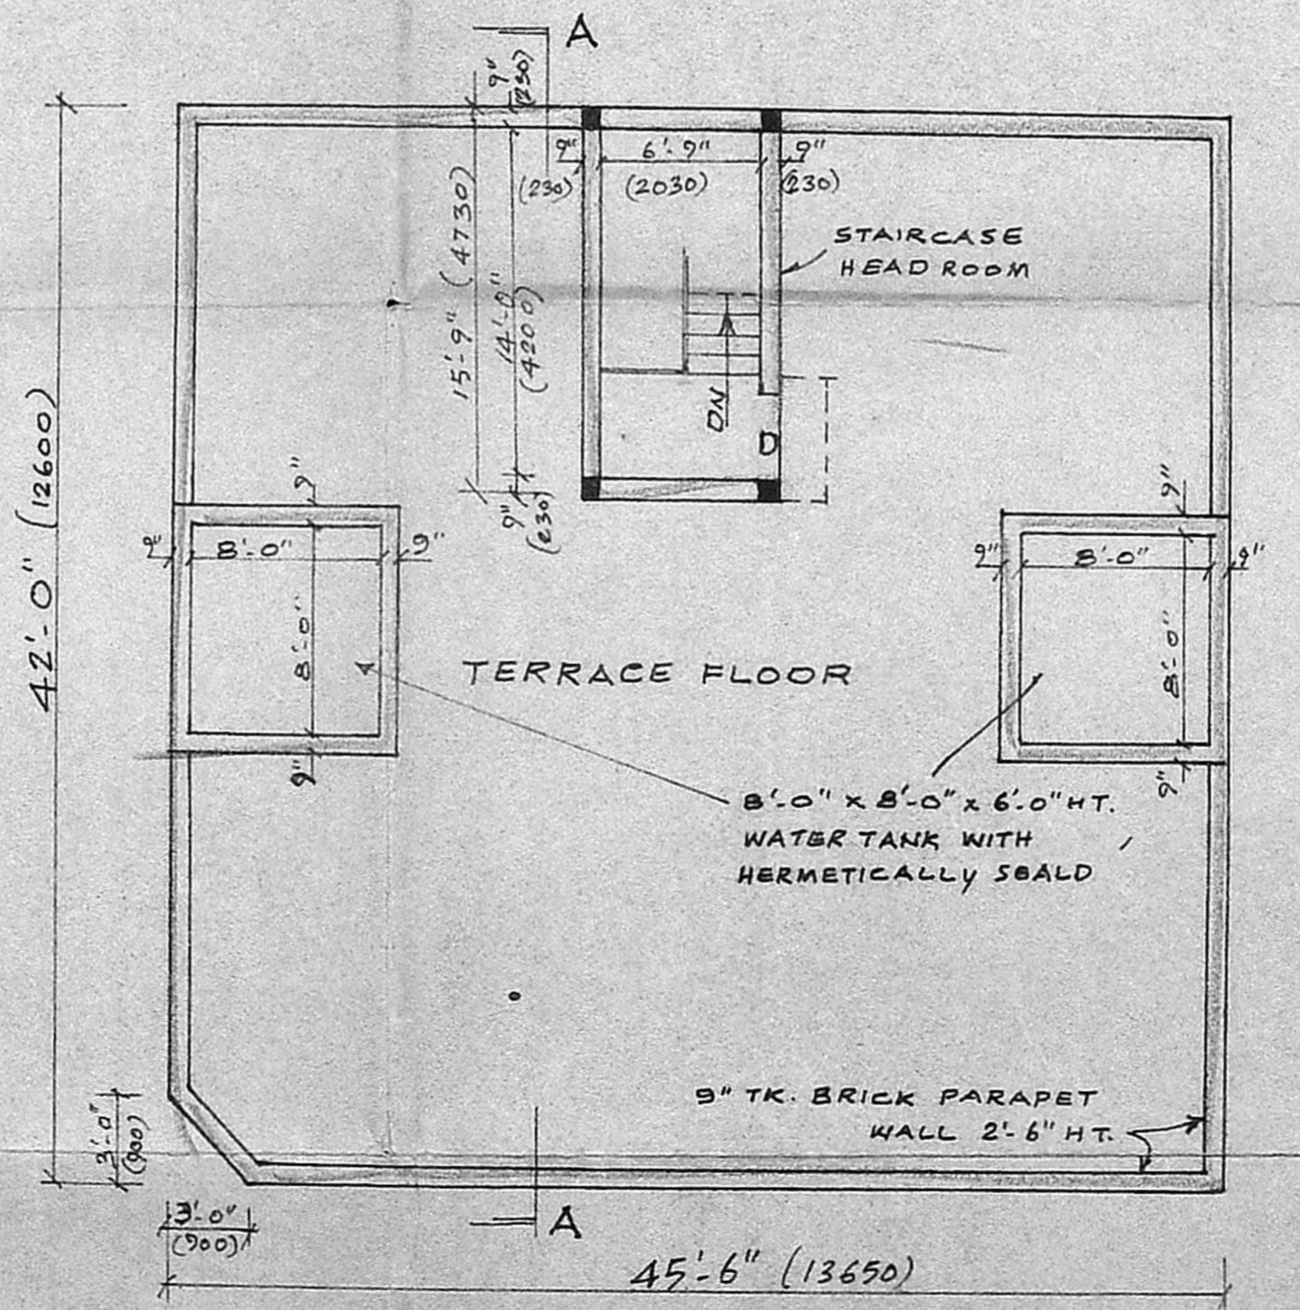 A
9"
(230)
9"
6'-9"
9"
(230)
(2030)
(230)
15'-9" (4730)
14'-0"
(4200)
STAIRCASE
HEAD ROOM
DN
D
9"
(230)
42'-0" (12600)
9"
9"
8'-0"
9"
8'-0"
9"
9"
9"
8'-0"
9"
8'-0"
9"
TERRACE FLOOR
8'-0" x 8'-0" x 6'-0" HT.
WATER TANK WITH
HERMETICALLY SEALD
9" TK. BRICK PARAPET
WALL 2'-6" HT.
3'-0"
(900)
3'-0"
(900)
A
45'-6" (13650)